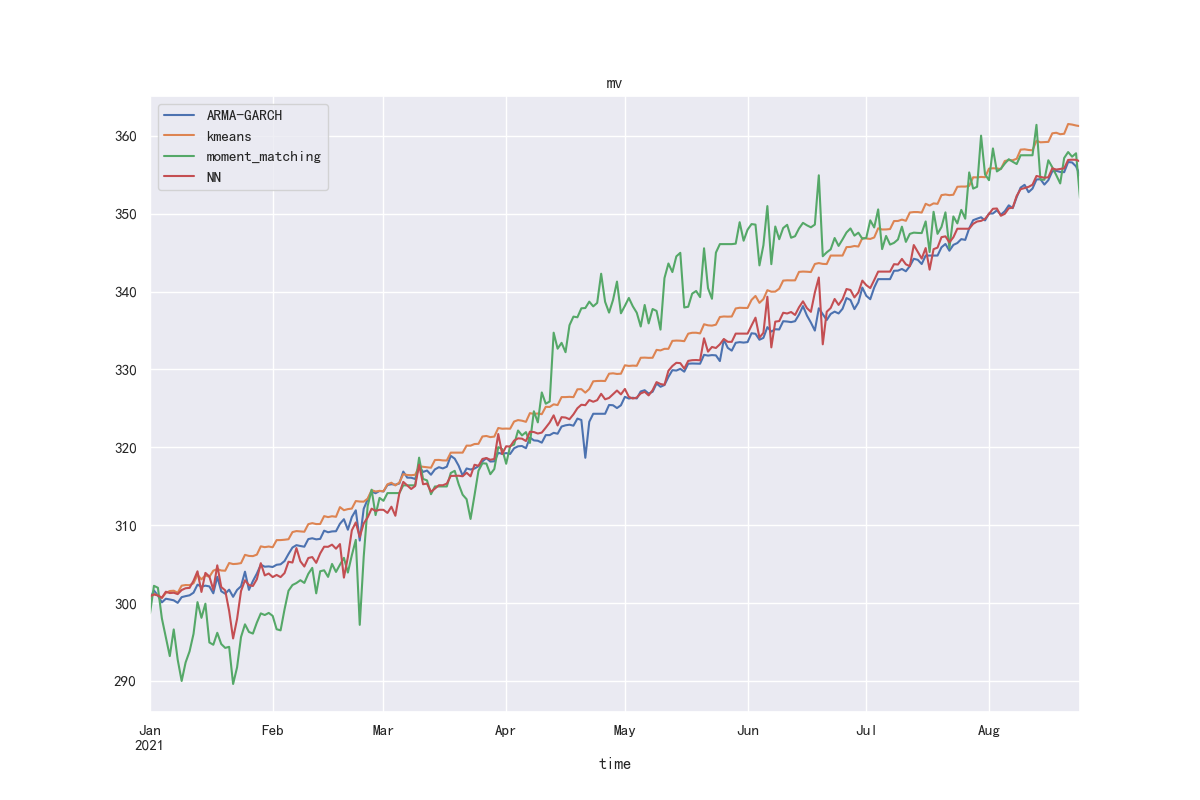 mv
ARMA-GARCH
kmeans
moment_matching
NN
360
350
340
330
320
310
300
290
Jan Feb Mar Apr May Jun Jul Aug
2021
time